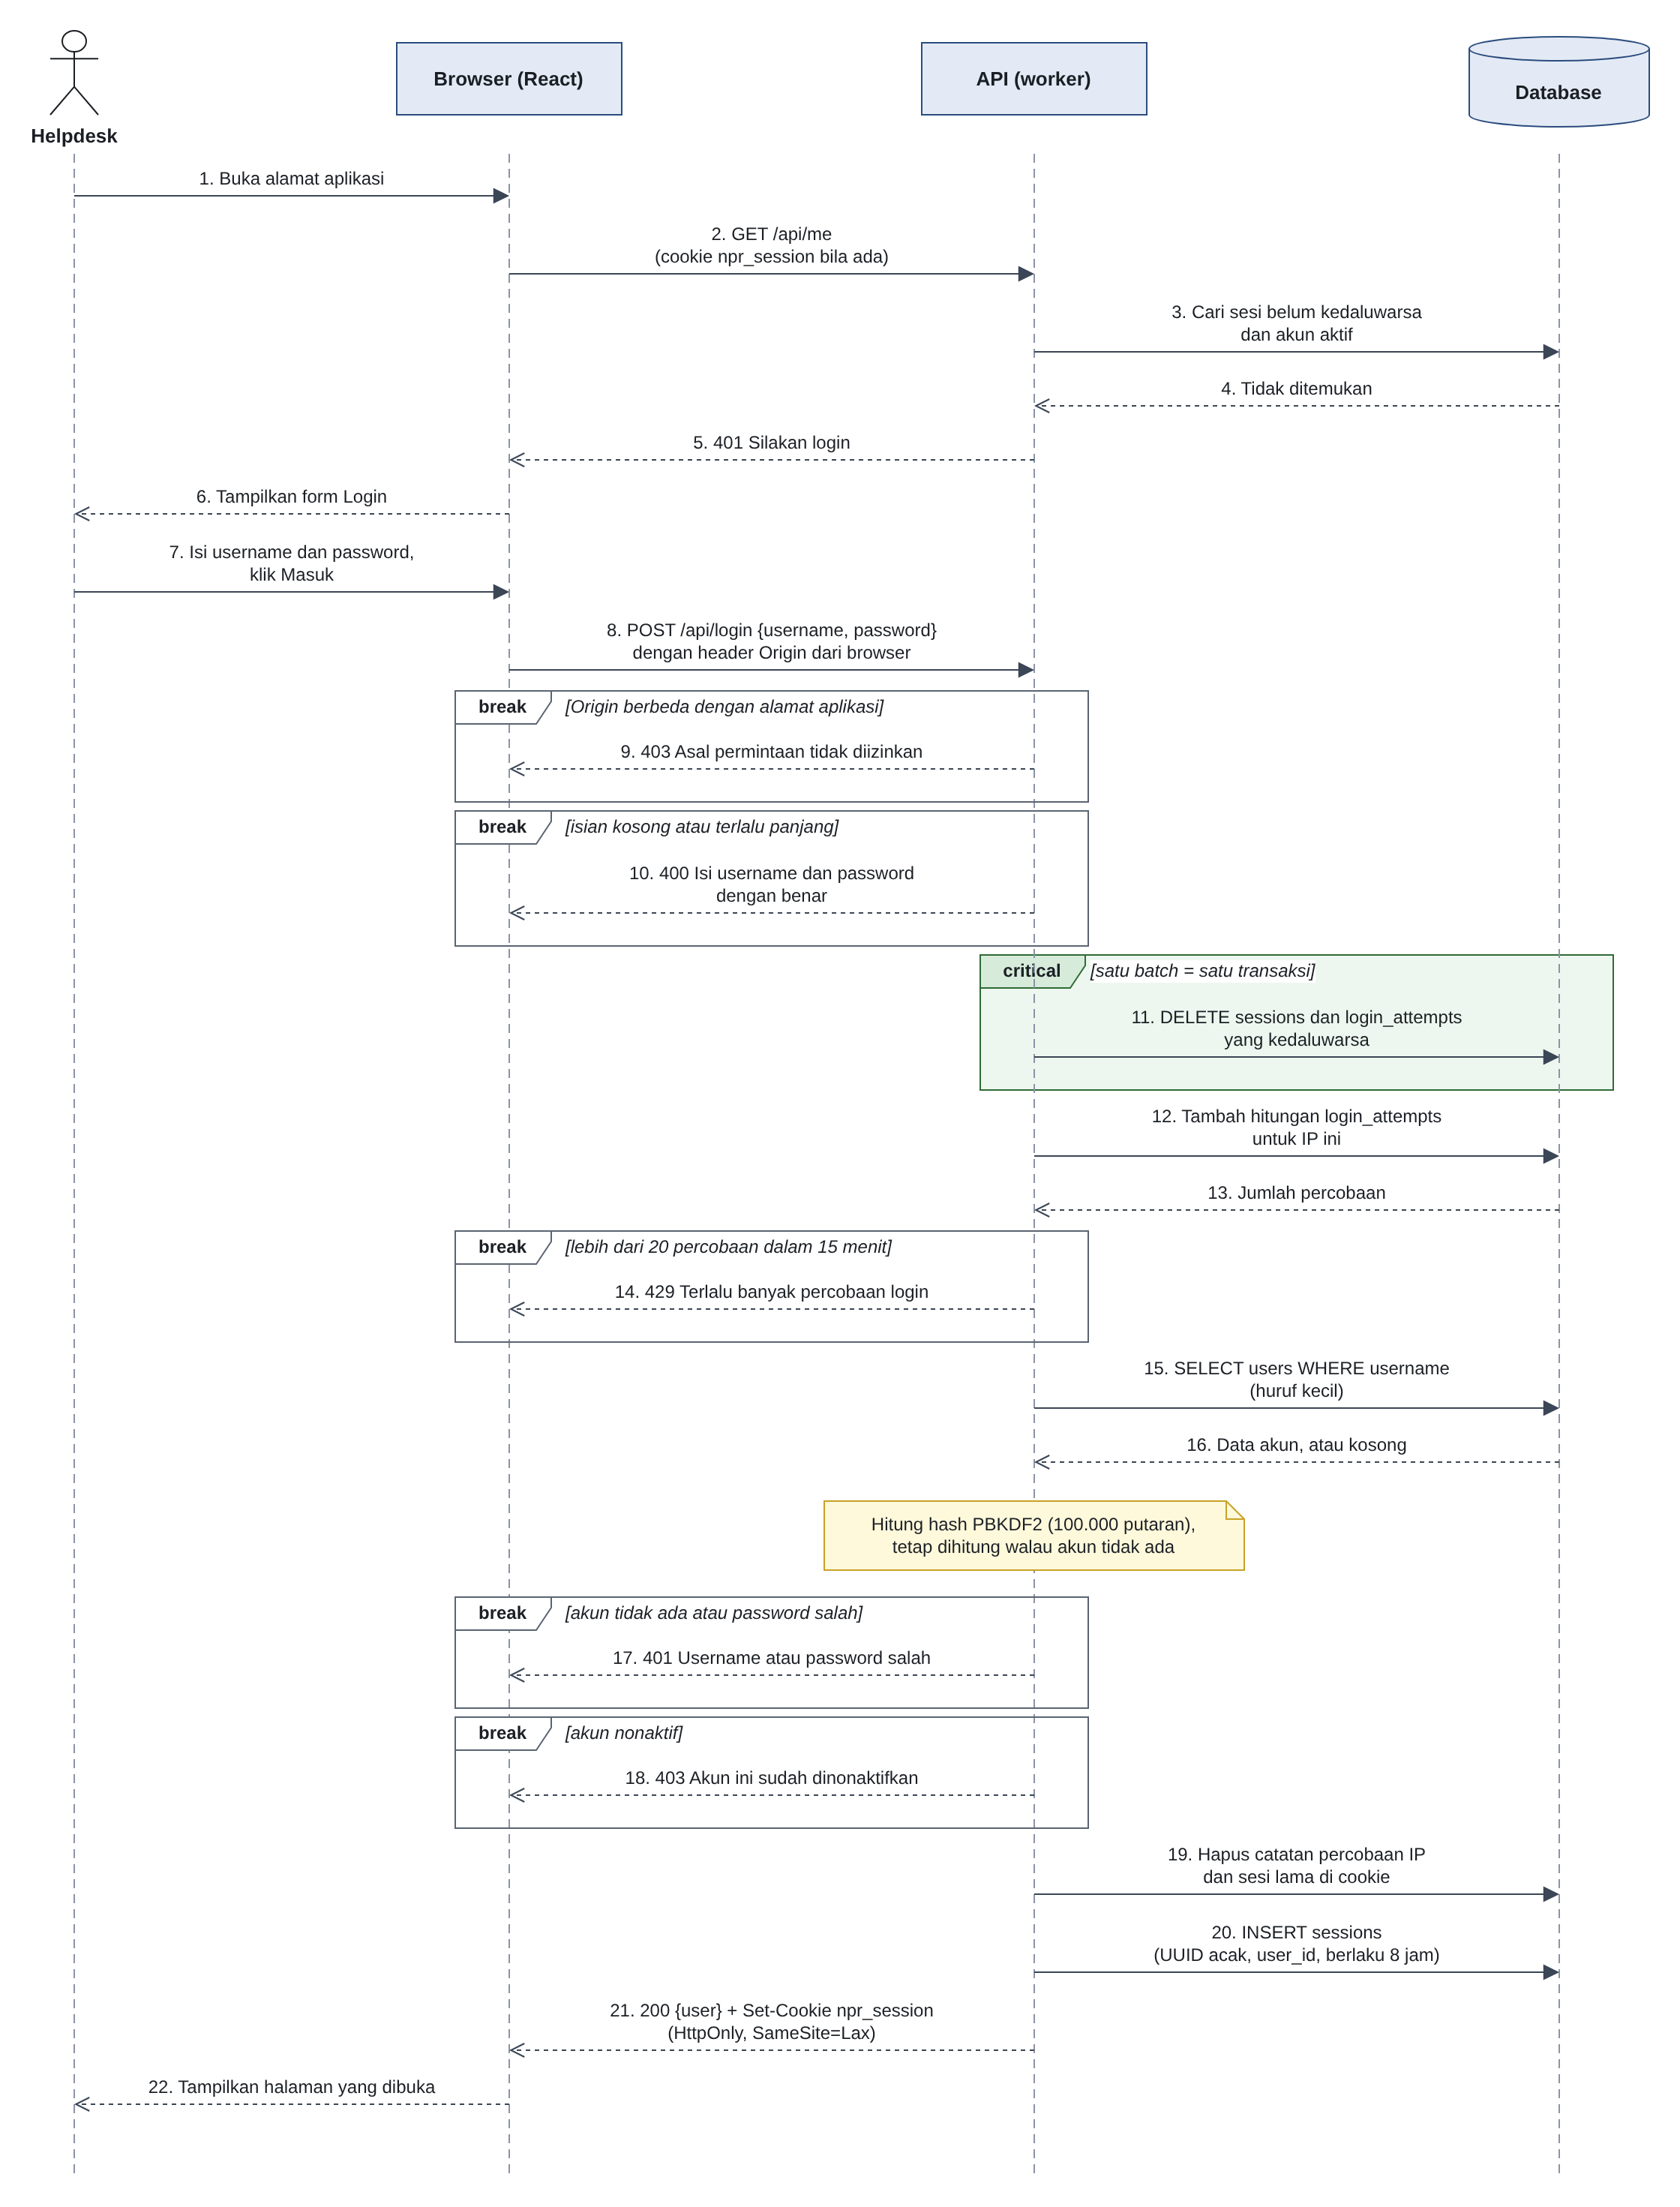 Helpdesk
Browser (React)
API (worker)
Database
1. Buka alamat aplikasi
2. GET /api/me
(cookie npr_session bila ada)
3. Cari sesi belum kedaluwarsa
dan akun aktif
4. Tidak ditemukan
5. 401 Silakan login
6. Tampilkan form Login
7. Isi username dan password,
klik Masuk
8. POST /api/login {username, password}
dengan header Origin dari browser
break [Origin berbeda dengan alamat aplikasi]
9. 403 Asal permintaan tidak diizinkan
break [isian kosong atau terlalu panjang]
10. 400 Isi username dan password
dengan benar
critical [satu batch = satu transaksi]
11. DELETE sessions dan login_attempts
yang kedaluwarsa
12. Tambah hitungan login_attempts
untuk IP ini
13. Jumlah percobaan
break [lebih dari 20 percobaan dalam 15 menit]
14. 429 Terlalu banyak percobaan login
15. SELECT users WHERE username
(huruf kecil)
16. Data akun, atau kosong
Hitung hash PBKDF2 (100.000 putaran),
tetap dihitung walau akun tidak ada
break [akun tidak ada atau password salah]
17. 401 Username atau password salah
break [akun nonaktif]
18. 403 Akun ini sudah dinonaktifkan
19. Hapus catatan percobaan IP
dan sesi lama di cookie
20. INSERT sessions
(UUID acak, user_id, berlaku 8 jam)
21. 200 {user} + Set-Cookie npr_session
(HttpOnly, SameSite=Lax)
22. Tampilkan halaman yang dibuka